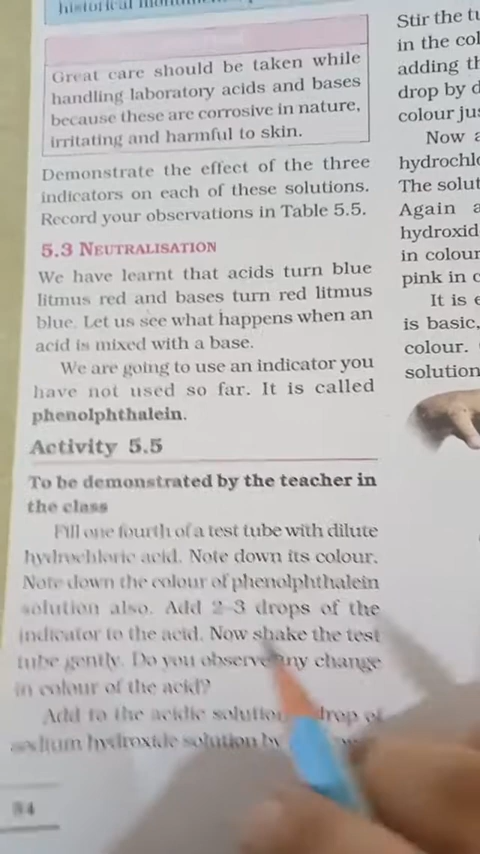 historical
Great care should be taken while
handling laboratory acids and bases
because these are corrosive in nature,
irritating and harmful to skin.
Demonstrate the effect of the three
indicators on each of these solutions.
Record your observations in Table 5.5.
5.3 NEUTRALISATION
We have learnt that acids turn blue
litmus red and bases turn red litmus
blue. Let us see what happens when an
acid is mixed with a base.
We are going to use an indicator you
have not used so far. It is called
phenolphthalein.
Activity 5.5
To be demonstrated by the teacher in
the class
Fill one fourth of a test tube with dilute
hydrochloric acid. Note down its colour.
Note down the colour of phenolphthalein
solution also. Add 2-3 drops of the
indicator to the acid. Now shake the test
tube gently. Do you observe any change
in colour of the acid?
Add to the acidic solution drop of
sodium hydroxide solution by
54
Stir the
in the
adding
drop by
colour
Now
The
Again
in colour
pink in
It is
is basic,
colour.
solution